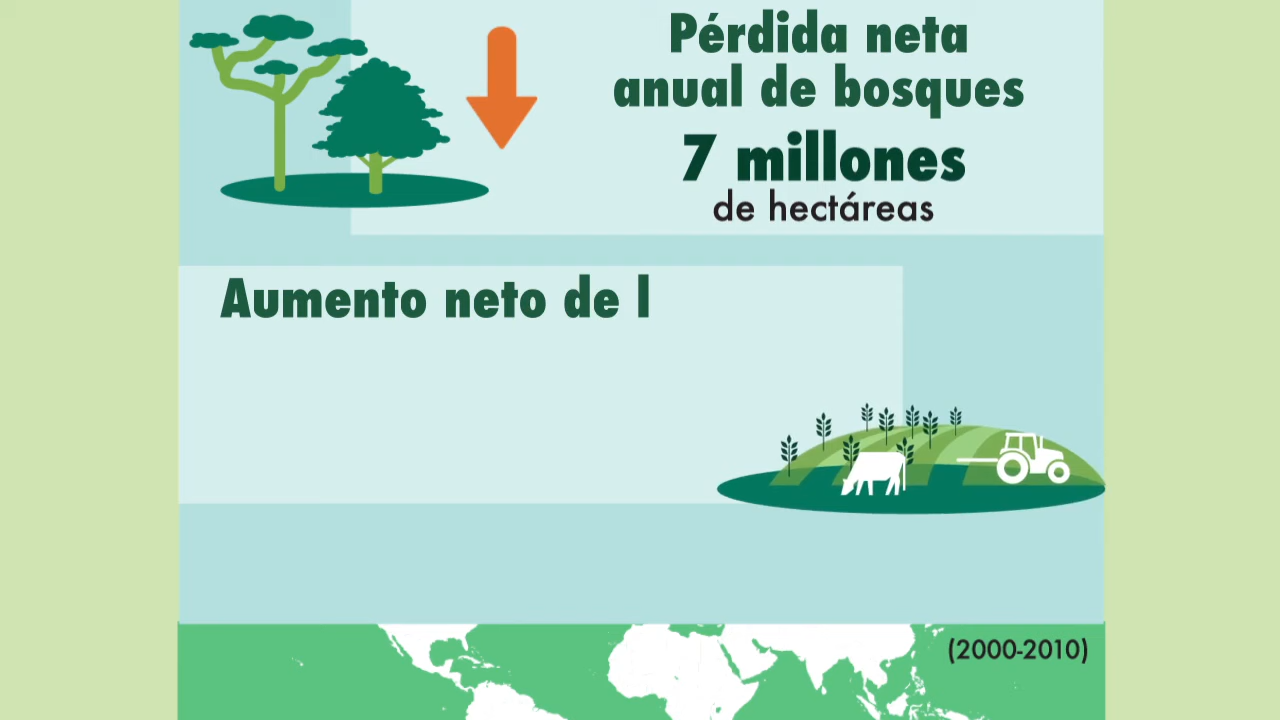 Pérdida neta
anual de bosques
7 millones
de hectáreas
Aumento neto de l
(2000-2010)